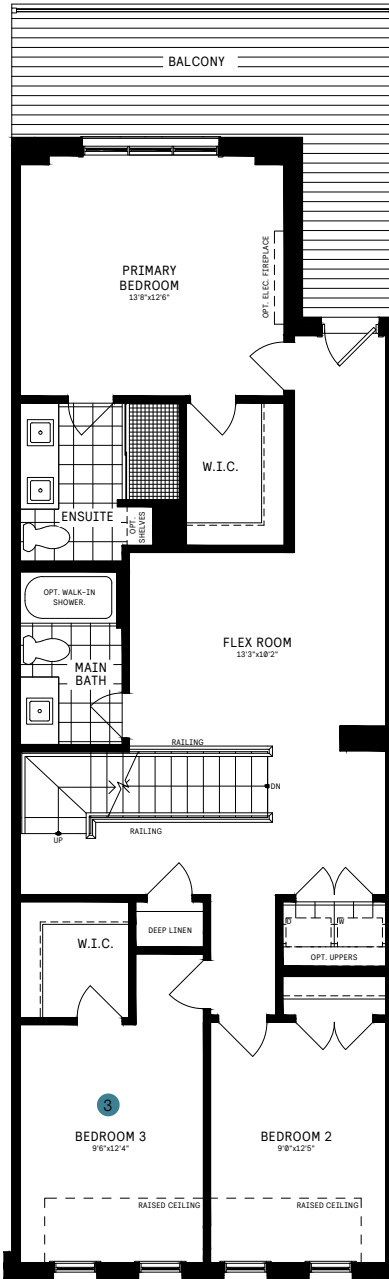 BALCONY
PRIMARY
BEDROOM
13'8"x12'6"
OPT. ELEC. FIREPLACE
W.I.C.
ENSUITE
OPT.
SHELVES
OPT. WALK-IN
SHOWER.
FLEX ROOM
13'3"x10'2"
MAIN
BATH
RAILING
DN
RAILING
UP
D
W
DEEP LINEN
W.I.C.
OPT. UPPERS
3
BEDROOM 3
9'6"x12'4"
BEDROOM 2
9'0"x12'5"
RAISED CEILING
RAISED CEILING